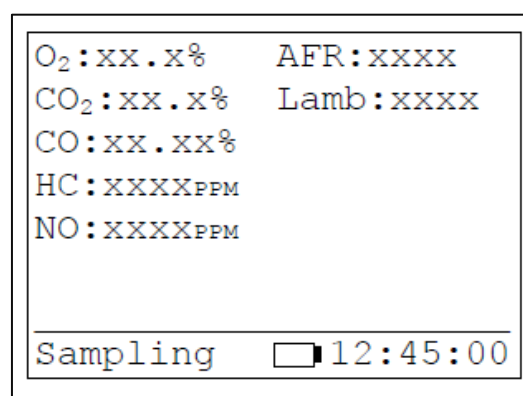 O₂:xx.x% AFR:xxxx
CO₂:xx.x% Lamb:xxxx
CO:xx.xx%
HC:xxxxPPM
NO:xxxxPPM
Sampling 12:45:00